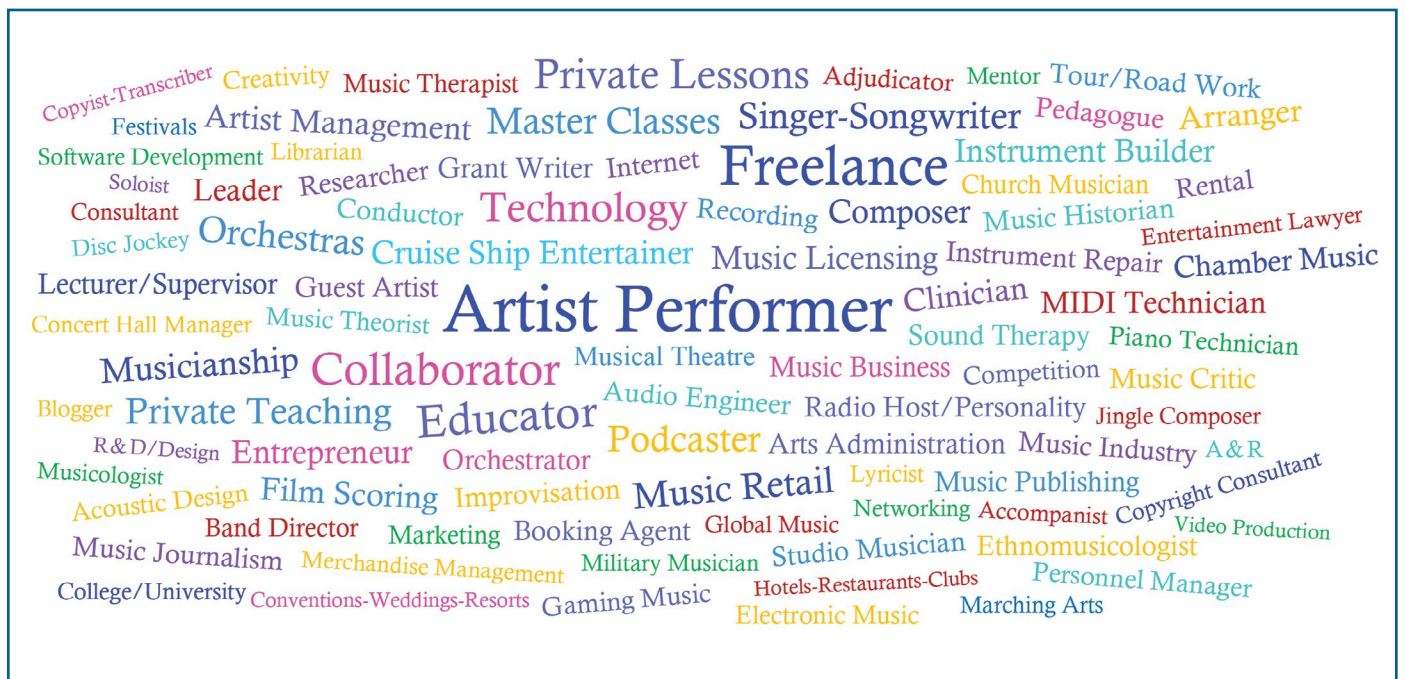 Copyist-Transcriber Creativity Music Therapist Private Lessons Adjudicator Mentor Tour/Road Work
Festivals Artist Management Master Classes Singer-Songwriter Pedagogue Arranger
Software Development Librarian Researcher Grant Writer Internet Freelance Instrument Builder
Soloist Leader Church Musician Rental
Consultant Conductor Technology Recording Composer Music Historian Entertainment Lawyer
Disc Jockey Orchestras Cruise Ship Entertainer Music Licensing Instrument Repair Chamber Music
Lecturer/Supervisor Guest Artist Artist Performer Clinician MIDI Technician
Concert Hall Manager Music Theorist Sound Therapy Piano Technician
Musicianship Collaborator Musical Theatre Music Business Competition Music Critic
Blogger Private Teaching Educator Audio Engineer Radio Host/Personality Jingle Composer
R&D/Design Entrepreneur Orchestrator Podcaster Arts Administration Music Industry A&R
Musicologist Acoustic Design Film Scoring Improvisation Music Retail Lyricist Music Publishing Copyright Consultant
Band Director Marketing Booking Agent Global Music Networking Accompanist Video Production
Music Journalism Merchandise Management Military Musician Studio Musician Ethnomusicologist
College/University Conventions-Weddings-Resorts Gaming Music Hotels-Restaurants-Clubs Personnel Manager
Electronic Music Marching Arts